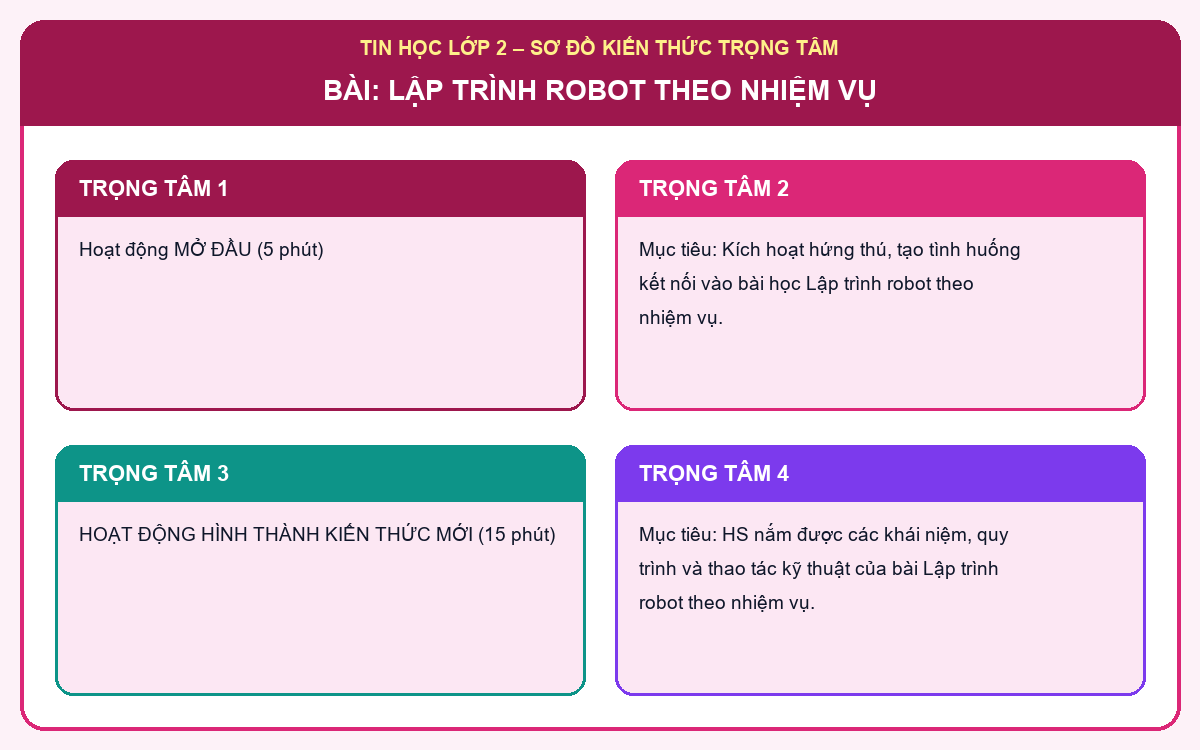 TIN HỌC LỚP 2 – SƠ ĐỒ KIẾN THỨC TRỌNG TÂM
BÀI: LẬP TRÌNH ROBOT THEO NHIỆM VỤ
TRỌNG TÂM 1
Hoạt động MỞ ĐẦU (5 phút)
TRỌNG TÂM 2
Mục tiêu: Kích hoạt hứng thú, tạo tình huống
kết nối vào bài học Lập trình robot theo
nhiệm vụ.
TRỌNG TÂM 3
HOẠT ĐỘNG HÌNH THÀNH KIẾN THỨC MỚI (15 phút)
TRỌNG TÂM 4
Mục tiêu: HS nắm được các khái niệm, quy
trình và thao tác kỹ thuật của bài Lập trình
robot theo nhiệm vụ.